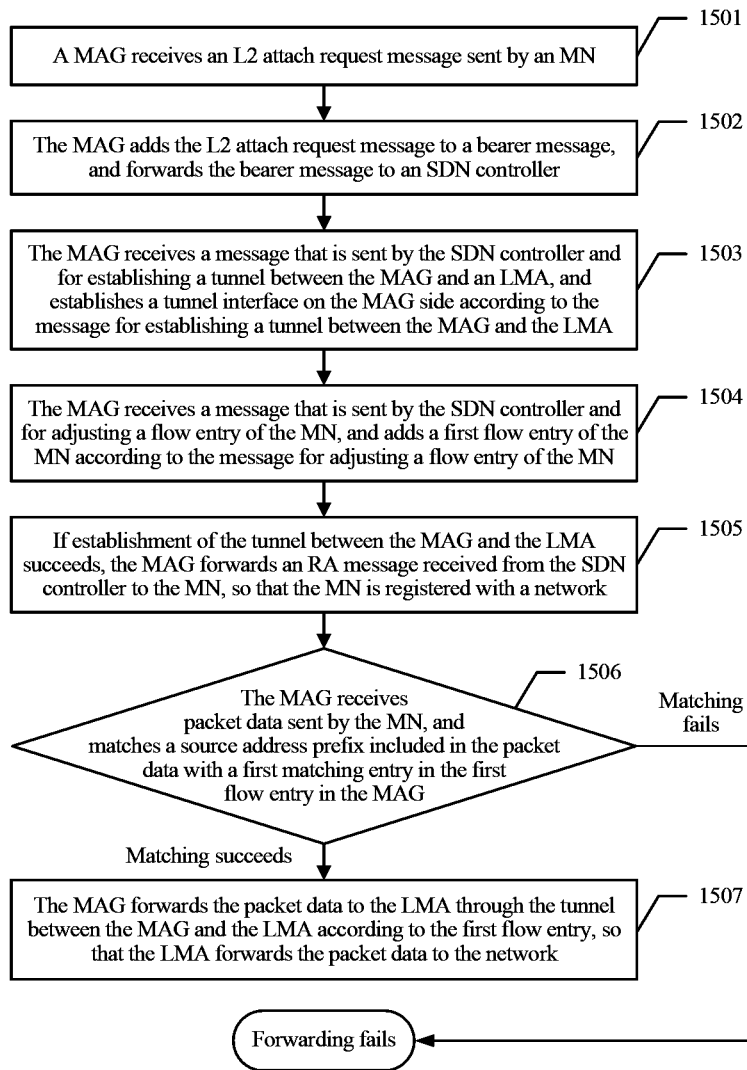 1501
A MAG receives an L2 attach request message sent by an MN
1502
The MAG adds the L2 attach request message to a bearer message,
and forwards the bearer message to an SDN controller
1503
The MAG receives a message that is sent by the SDN controller and
for establishing a tunnel between the MAG and an LMA, and
establishes a tunnel interface on the MAG side according to the
message for establishing a tunnel between the MAG and the LMA
1504
The MAG receives a message that is sent by the SDN controller and
for adjusting a flow entry of the MN, and adds a first flow entry of the
MN according to the message for adjusting a flow entry of the MN
1505
If establishment of the tunnel between the MAG and the LMA
succeeds, the MAG forwards an RA message received from the SDN
controller to the MN, so that the MN is registered with a network
1506
The MAG receives
packet data sent by the MN, and
matches a source address prefix included in the packet
data with a first matching entry in the first
flow entry in the MAG
Matching
fails
Matching succeeds
1507
The MAG forwards the packet data to the LMA through the tunnel
between the MAG and the LMA according to the first flow entry, so
that the LMA forwards the packet data to the network
Forwarding fails